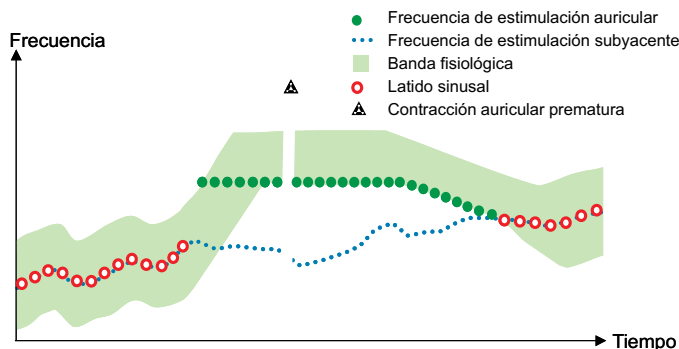 Frecuencia de estimulación auricular
Frecuencia
Frecuencia de estimulación subyacente
Banda fisiológica
Latido sinusal
Contracción auricular prematura
Tiempo